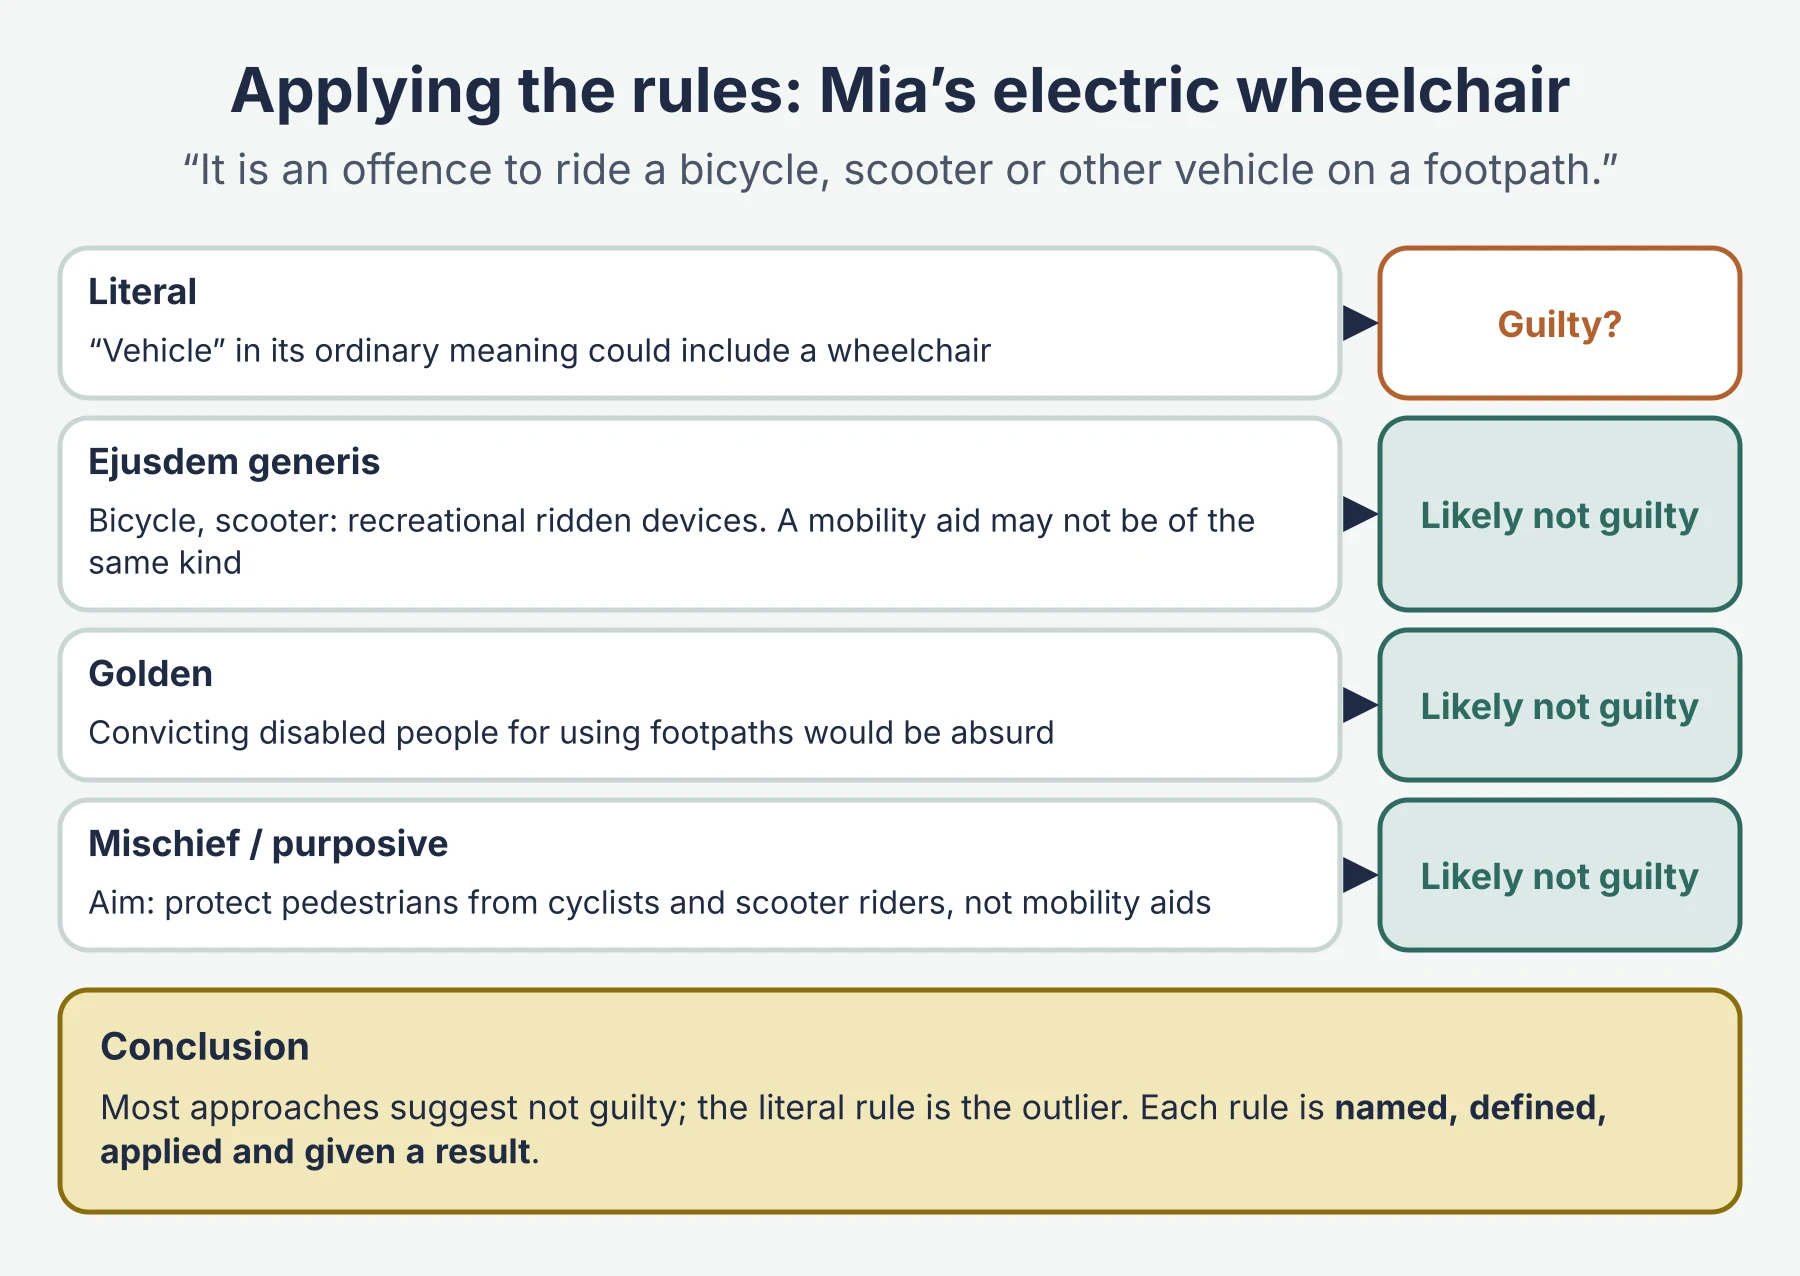 Applying the rules: Mia’s electric wheelchair
“It is an offence to ride a bicycle, scooter or other vehicle on a footpath.”
Literal
“Vehicle” in its ordinary meaning could include a wheelchair
Guilty?
Ejusdem generis
Bicycle, scooter: recreational ridden devices. A mobility aid may not be of the
same kind
Likely not guilty
Golden
Convicting disabled people for using footpaths would be absurd
Likely not guilty
Mischief / purposive
Aim: protect pedestrians from cyclists and scooter riders, not mobility aids
Likely not guilty
Conclusion
Most approaches suggest not guilty; the literal rule is the outlier. Each rule is named, defined,
applied and given a result.